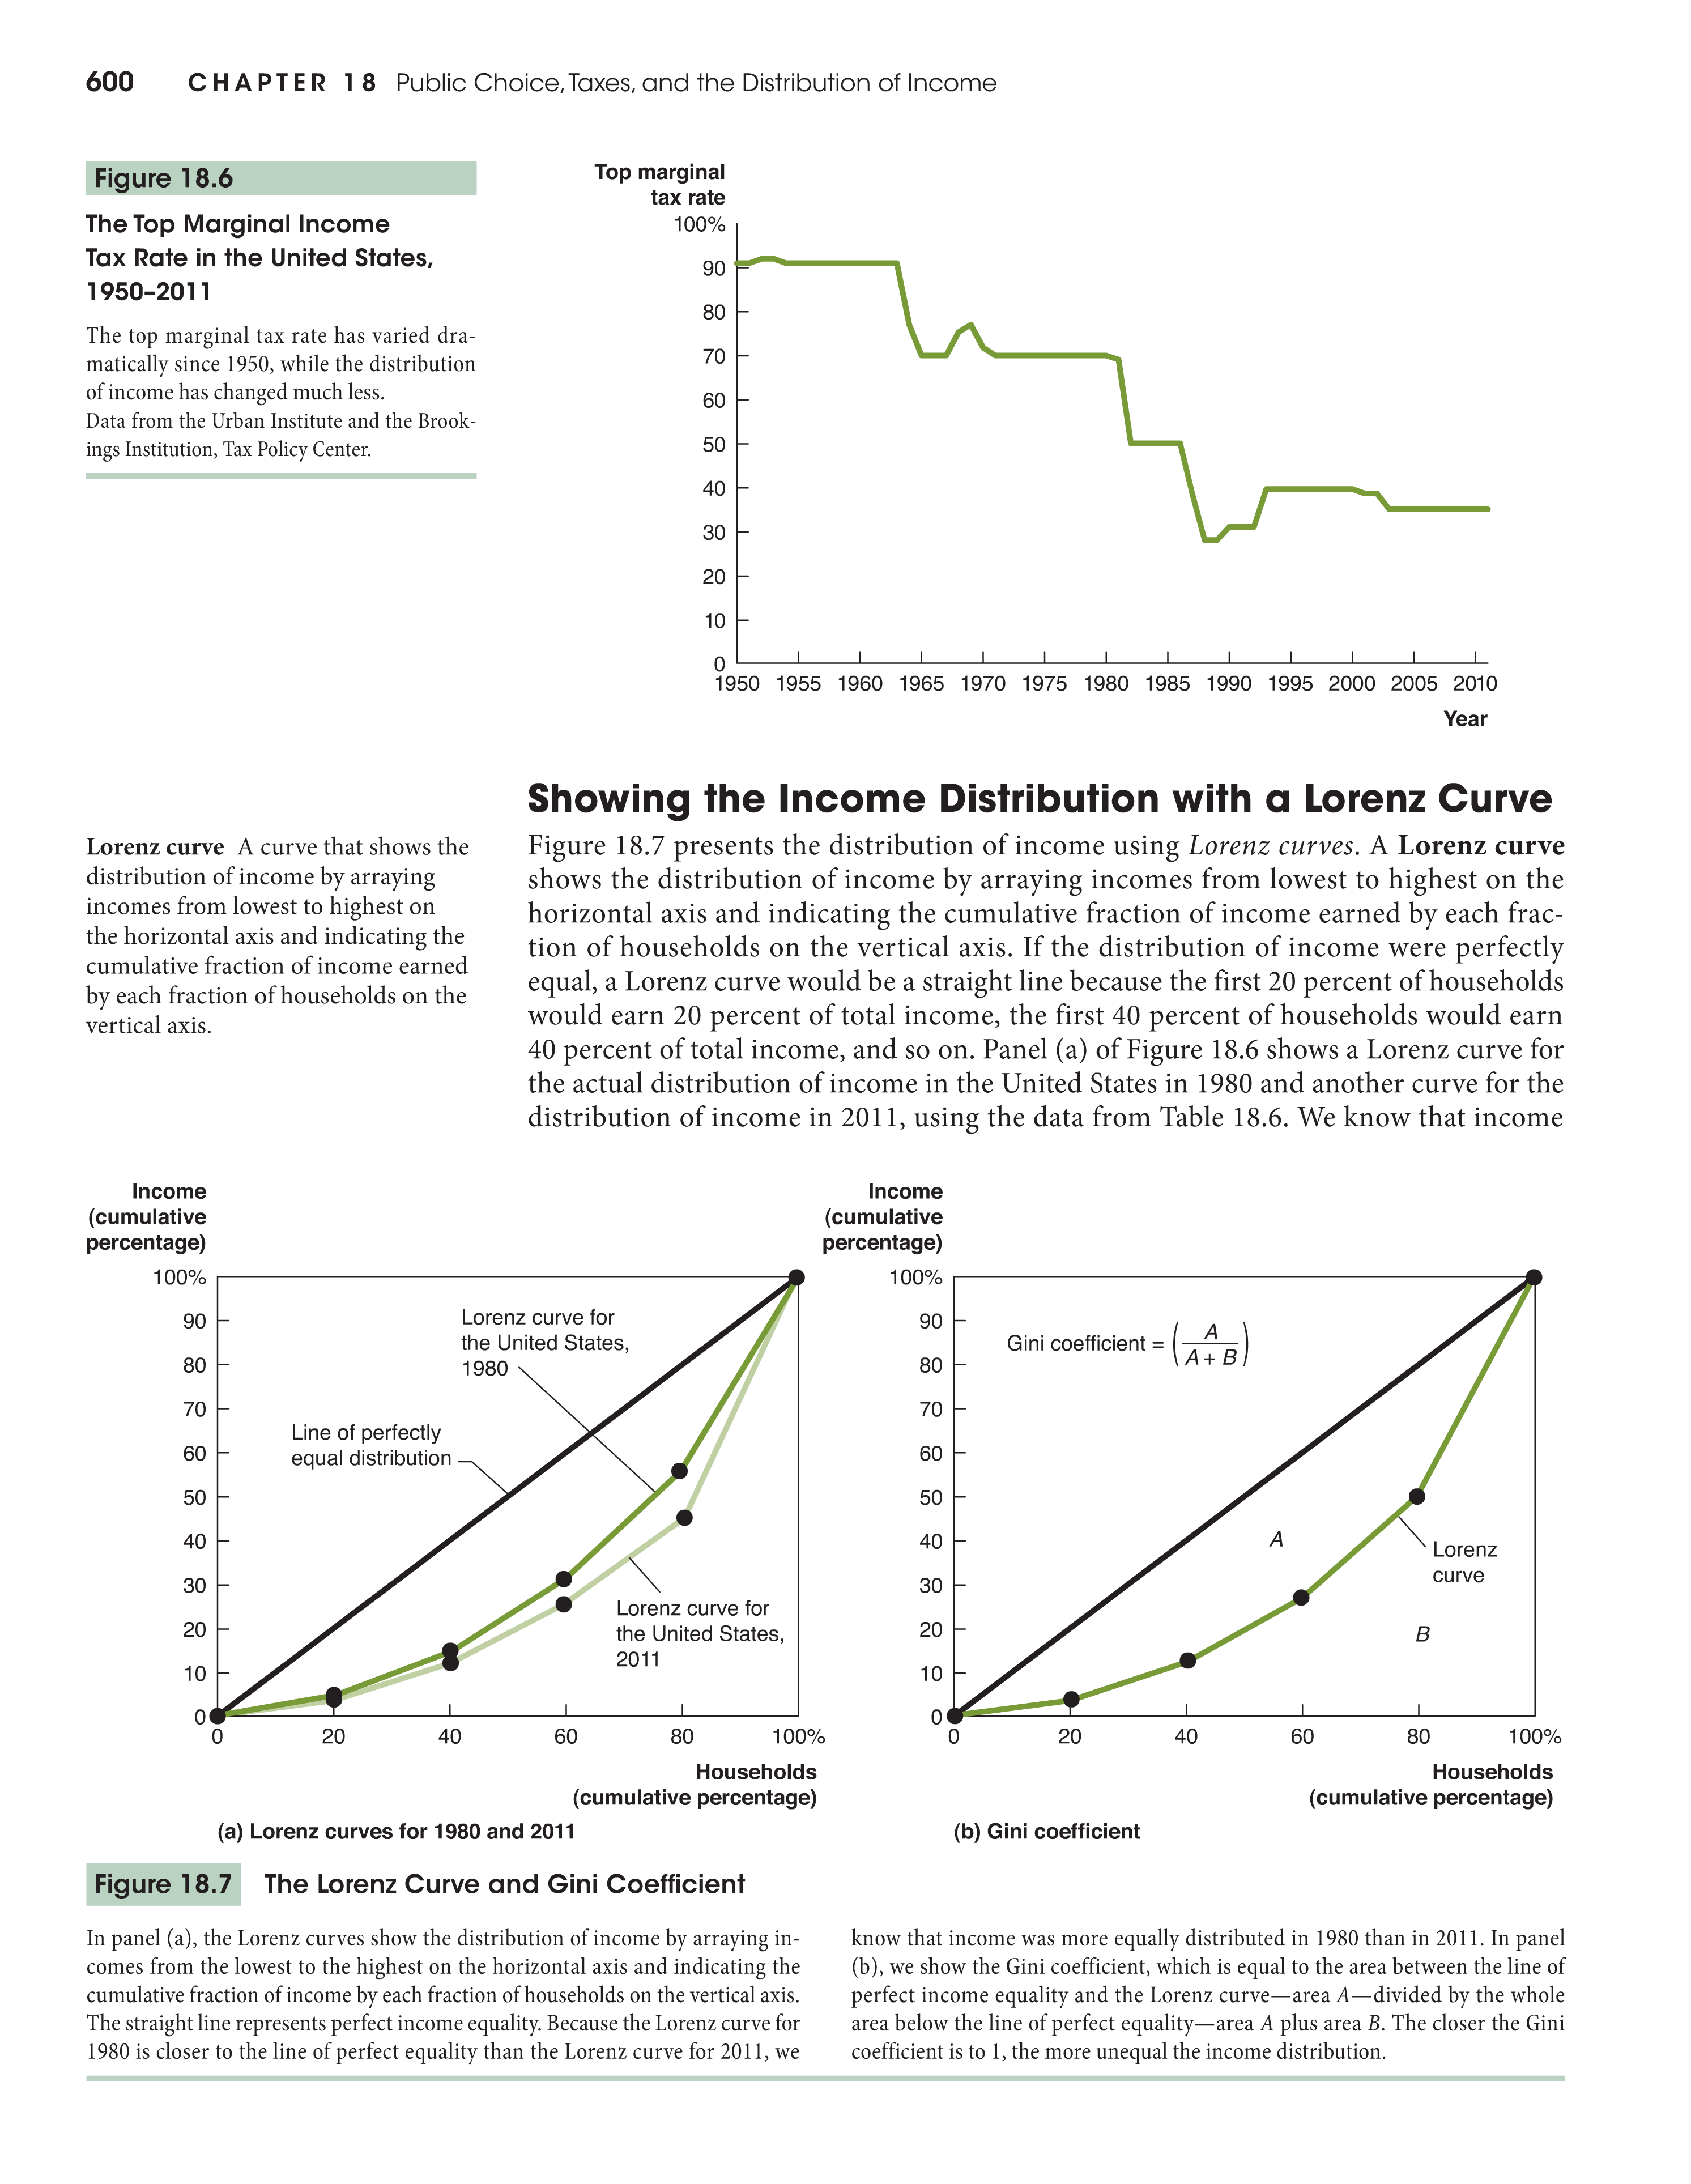 600 CHAPTER 18 Public Choice, Taxes, and the Distribution of Income
Figure 18.6
The Top Marginal Income
Tax Rate in the United States,
1950–2011
The top marginal tax rate has varied dra-
matically since 1950, while the distribution
of income has changed much less.
Data from the Urban Institute and the Brook-
ings Institution, Tax Policy Center.
Top marginal
tax rate
100%
90
80
70
60
50
40
30
20
10
0
1950 1955 1960 1965 1970 1975 1980 1985 1990 1995 2000 2005 2010
Year
Showing the Income Distribution with a Lorenz Curve
Lorenz curve A curve that shows the
distribution of income by arraying
incomes from lowest to highest on
the horizontal axis and indicating the
cumulative fraction of income earned
by each fraction of households on the
vertical axis.
Figure 18.7 presents the distribution of income using Lorenz curves. A Lorenz curve
shows the distribution of income by arraying incomes from lowest to highest on the
horizontal axis and indicating the cumulative fraction of income earned by each frac-
tion of households on the vertical axis. If the distribution of income were perfectly
equal, a Lorenz curve would be a straight line because the first 20 percent of households
would earn 20 percent of total income, the first 40 percent of households would earn
40 percent of total income, and so on. Panel (a) of Figure 18.6 shows a Lorenz curve for
the actual distribution of income in the United States in 1980 and another curve for the
distribution of income in 2011, using the data from Table 18.6. We know that income
Income
(cumulative
percentage)
100%
90
80
70
60
50
40
30
20
10
0
Lorenz curve for
the United States,
1980
Line of perfectly
equal distribution
Lorenz curve for
the United States,
2011
0 20 40 60 80 100%
Households
(cumulative percentage)
(a) Lorenz curves for 1980 and 2011
Income
(cumulative
percentage)
100%
90
80
70
60
50
40
30
20
10
0
Gini coefficient = (A / A + B)
A
Lorenz
curve
B
0 20 40 60 80 100%
Households
(cumulative percentage)
(b) Gini coefficient
Figure 18.7 The Lorenz Curve and Gini Coefficient
In panel (a), the Lorenz curves show the distribution of income by arraying in-
comes from the lowest to the highest on the horizontal axis and indicating the
cumulative fraction of income by each fraction of households on the vertical axis.
The straight line represents perfect income equality. Because the Lorenz curve for
1980 is closer to the line of perfect equality than the Lorenz curve for 2011, we
know that income was more equally distributed in 1980 than in 2011. In panel
(b), we show the Gini coefficient, which is equal to the area between the line of
perfect income equality and the Lorenz curve—area A—divided by the whole
area below the line of perfect equality—area A plus area B. The closer the Gini
coefficient is to 1, the more unequal the income distribution.